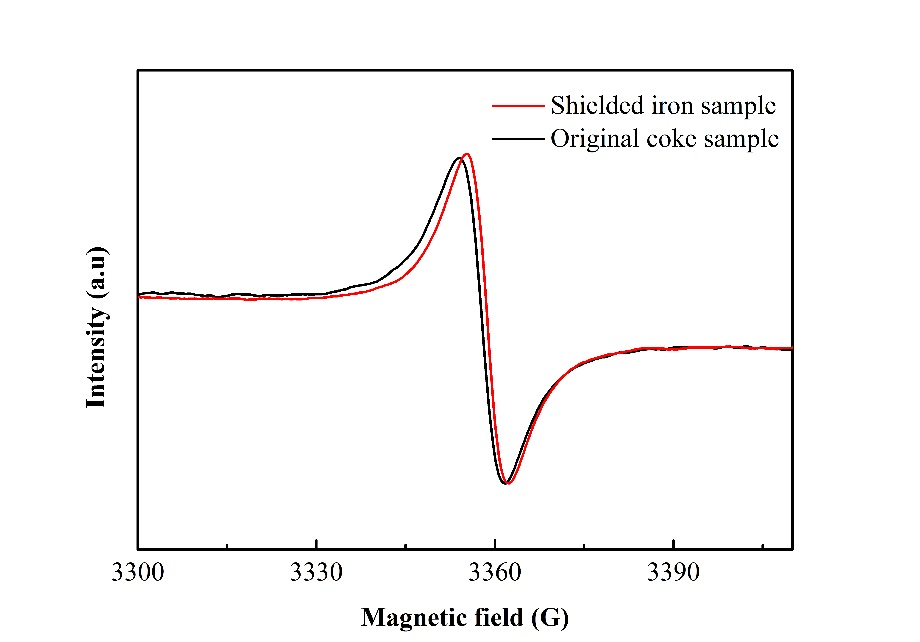 Shielded iron sample
Original coke sample
Intensity (a.u)
3300 3330 3360 3390
Magnetic field (G)